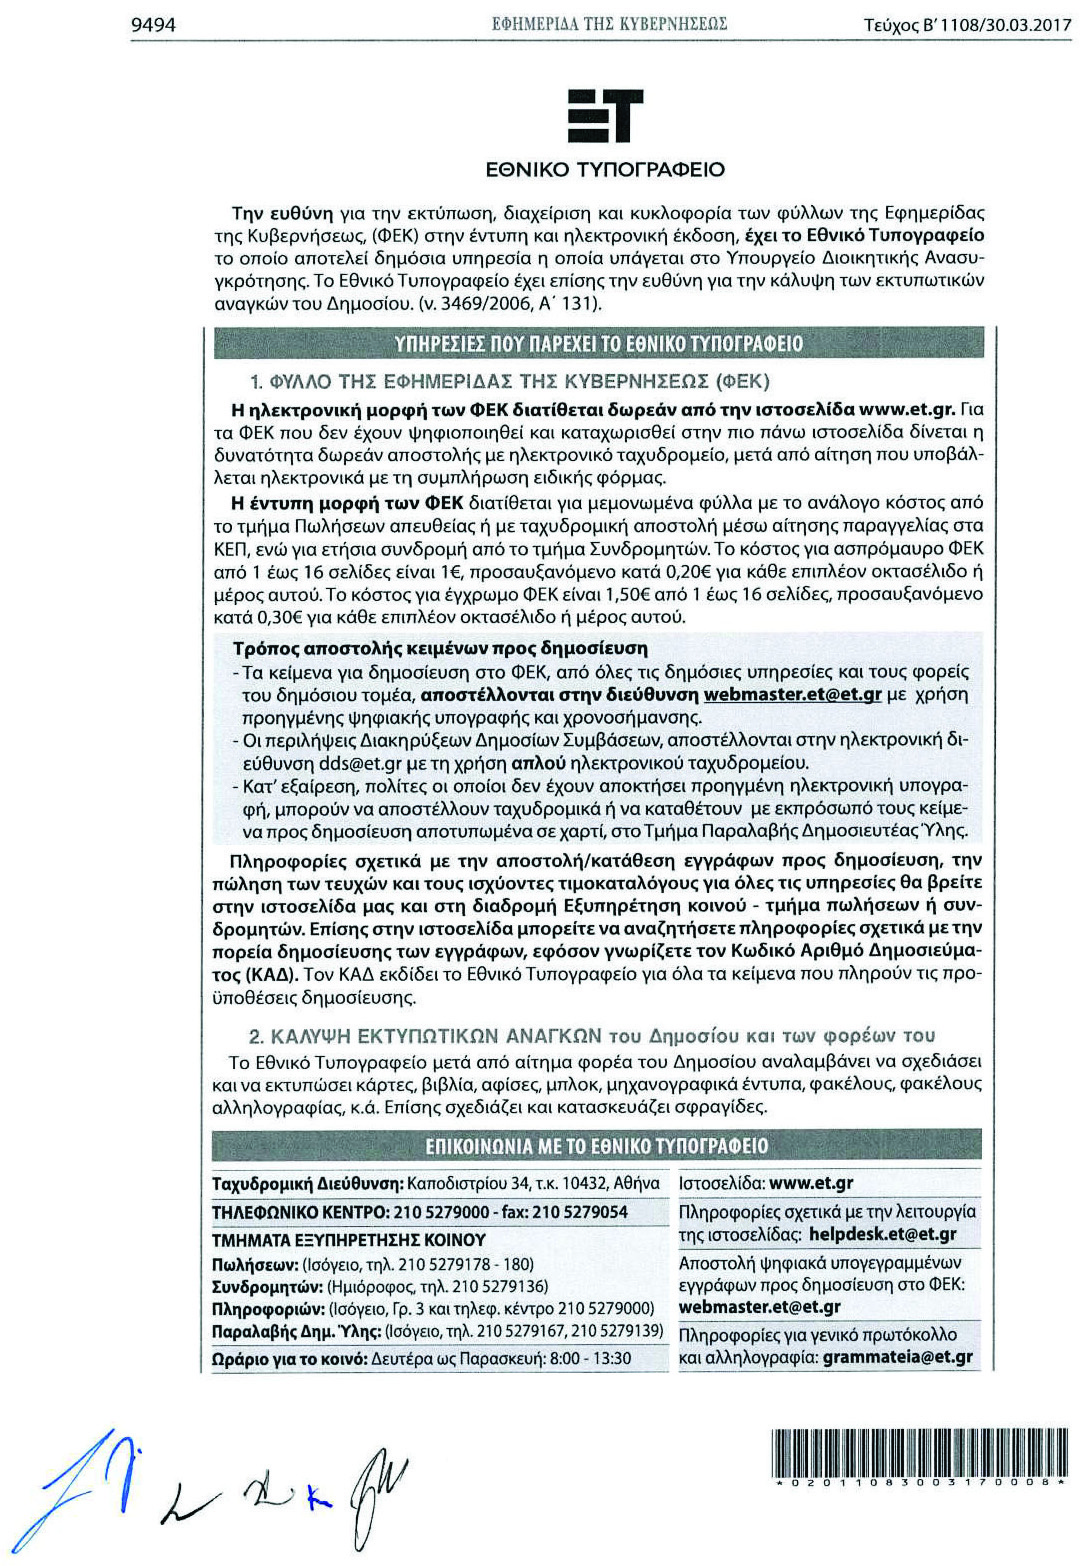 9494
ΕΦΗΜΕΡΙΔΑ ΤΗΣ ΚΥΒΕΡΝΗΣΕΩΣ
Τεύχος Β' 1108/30.03.2017
ΕΤ
ΕΘΝΙΚΟ ΤΥΠΟΓΡΑΦΕΙΟ
Την ευθύνη για την εκτύπωση, διαχείριση και κυκλοφορία των φύλλων της Εφημερίδας
της Κυβερνήσεως, (ΦΕΚ) στην έντυπη και ηλεκτρονική έκδοση, έχει το Εθνικό Τυπογραφείο
το οποίο αποτελεί δημόσια υπηρεσία η οποία υπάγεται στο Υπουργείο Διοικητικής Ανασυ-
γκρότησης. Το Εθνικό Τυπογραφείο έχει επίσης την ευθύνη για την κάλυψη των εκτυπωτικών
αναγκών του Δημοσίου. (ν. 3469/2006, Α΄ 131).
ΥΠΗΡΕΣΙΕΣ ΠΟΥ ΠΑΡΕΧΕΙ ΤΟ ΕΘΝΙΚΟ ΤΥΠΟΓΡΑΦΕΙΟ
1. ΦΥΛΛΟ ΤΗΣ ΕΦΗΜΕΡΙΔΑΣ ΤΗΣ ΚΥΒΕΡΝΗΣΕΩΣ (ΦΕΚ)
Η ηλεκτρονική μορφή των ΦΕΚ διατίθεται δωρεάν από την ιστοσελίδα www.et.gr. Για
τα ΦΕΚ που δεν έχουν ψηφιοποιηθεί και καταχωρισθεί στην πιο πάνω ιστοσελίδα δίνεται η
δυνατότητα δωρεάν αποστολής με ηλεκτρονικό ταχυδρομείο, μετά από αίτηση που υποβάλ-
λεται ηλεκτρονικά με τη συμπλήρωση ειδικής φόρμας.
Η έντυπη μορφή των ΦΕΚ διατίθεται για μεμονωμένα φύλλα με το ανάλογο κόστος από
το τμήμα Πωλήσεων απευθείας ή με ταχυδρομική αποστολή μέσω αίτησης παραγγελίας στα
ΚΕΠ, ενώ για ετήσια συνδρομή από το τμήμα Συνδρομητών. Το κόστος για ασπρόμαυρο ΦΕΚ
από 1 έως 16 σελίδες είναι 1€, προσαυξανόμενο κατά 0,20€ για κάθε επιπλέον οκτασέλιδο ή
μέρος αυτού. Το κόστος για έγχρωμο ΦΕΚ είναι 1,50€ από 1 έως 16 σελίδες, προσαυξανόμενο
κατά 0,30€ για κάθε επιπλέον οκτασέλιδο ή μέρος αυτού.
Τρόπος αποστολής κειμένων προς δημοσίευση
- Τα κείμενα για δημοσίευση στο ΦΕΚ, από όλες τις δημόσιες υπηρεσίες και τους φορείς
του δημόσιου τομέα, αποστέλλονται στην διεύθυνση webmaster.et@et.gr με χρήση
προηγμένης ψηφιακής υπογραφής και χρονοσήμανσης.
- Οι περιλήψεις Διακηρύξεων Δημοσίων Συμβάσεων, αποστέλλονται στην ηλεκτρονική δι-
εύθυνση dds@et.gr με τη χρήση απλού ηλεκτρονικού ταχυδρομείου.
- Κατ' εξαίρεση, πολίτες οι οποίοι δεν έχουν αποκτήσει προηγμένη ηλεκτρονική υπογρα-
φή, μπορούν να αποστέλλουν ταχυδρομικά ή να καταθέτουν με εκπρόσωπό τους κείμε-
να προς δημοσίευση αποτυπωμένα σε χαρτί, στο Τμήμα Παραλαβής Δημοσιευτέας Ύλης.
Πληροφορίες σχετικά με την αποστολή/κατάθεση εγγράφων προς δημοσίευση, την
πώληση των τευχών και τους ισχύοντες τιμοκαταλόγους για όλες τις υπηρεσίες θα βρείτε
στην ιστοσελίδα μας και στη διαδρομή Εξυπηρέτηση κοινού - τμήμα πωλήσεων ή συν-
δρομητών. Επίσης στην ιστοσελίδα μπορείτε να αναζητήσετε πληροφορίες σχετικά με την
πορεία δημοσίευσης των εγγράφων, εφόσον γνωρίζετε τον Κωδικό Αριθμό Δημοσιεύμα-
τος (ΚΑΔ). Τον ΚΑΔ εκδίδει το Εθνικό Τυπογραφείο για όλα τα κείμενα που πληρούν τις προ-
ϋποθέσεις δημοσίευσης.
2. ΚΑΛΥΨΗ ΕΚΤΥΠΩΤΙΚΩΝ ΑΝΑΓΚΩΝ του Δημοσίου και των φορέων του
Το Εθνικό Τυπογραφείο μετά από αίτημα φορέα του Δημοσίου αναλαμβάνει να σχεδιάσει
και να εκτυπώσει κάρτες, βιβλία, αφίσες, μπλοκ, μηχανογραφικά έντυπα, φακέλους, φακέλους
αλληλογραφίας, κ.ά. Επίσης σχεδιάζει και κατασκευάζει σφραγίδες.
ΕΠΙΚΟΙΝΩΝΙΑ ΜΕ ΤΟ ΕΘΝΙΚΟ ΤΥΠΟΓΡΑΦΕΙΟ
Ταχυδρομική Διεύθυνση: Καποδιστρίου 34, τ.κ. 10432, Αθήνα
ΤΗΛΕΦΩΝΙΚΟ ΚΕΝΤΡΟ: 210 5279000 - fax: 210 5279054
ΤΜΗΜΑΤΑ ΕΞΥΠΗΡΕΤΗΣΗΣ ΚΟΙΝΟΥ
Πωλήσεων: (Ισόγειο, τηλ. 210 5279178 - 180)
Συνδρομητών: (Ημιόροφος, τηλ. 210 5279136)
Πληροφοριών: (Ισόγειο, Γρ. 3 και τηλεφ. κέντρο 210 5279000)
Παραλαβής Δημ. Ύλης: (Ισόγειο, τηλ. 210 5279167, 210 5279139)
Ωράριο για το κοινό: Δευτέρα ως Παρασκευή: 8:00 - 13:30
Ιστοσελίδα: www.et.gr
Πληροφορίες σχετικά με την λειτουργία
της ιστοσελίδας: helpdesk.et@et.gr
Αποστολή ψηφιακά υπογεγραμμένων
εγγράφων προς δημοσίευση στο ΦΕΚ:
webmaster.et@et.gr
Πληροφορίες για γενικό πρωτόκολλο
και αλληλογραφία: grammateia@et.gr
*02011083003170008*